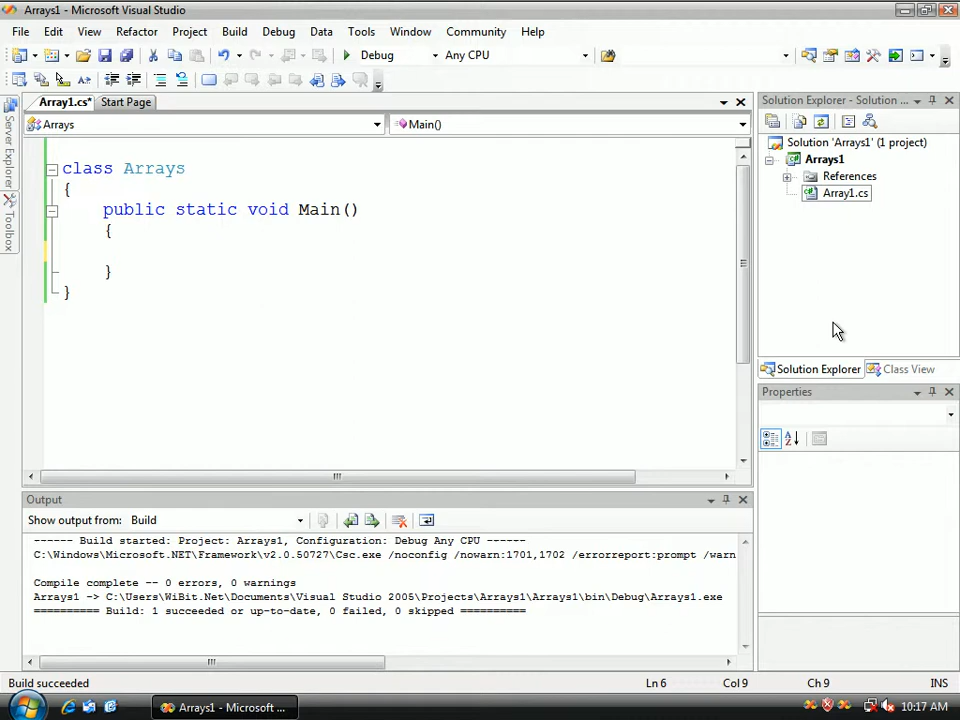 Arrays1 - Microsoft Visual Studio
File Edit View Refactor Project Build Debug Data Tools Window Community Help
Debug Any CPU
Array1.cs* Start Page
Arrays Main()
class Arrays
{
public static void Main()
{
}
}
Server Explorer
Toolbox
Solution Explorer - Solution ...
Solution 'Arrays1' (1 project)
Arrays1
References
Array1.cs
Solution Explorer Class View
Properties
Output
Show output from: Build
------ Build started: Project: Arrays1, Configuration: Debug Any CPU ------
C:\Windows\Microsoft.NET\Framework\v2.0.50727\Csc.exe /noconfig /nowarn:1701,1702 /errorreport:prompt /warn
Compile complete -- 0 errors, 0 warnings
Arrays1 -> C:\Users\WiBit.Net\Documents\Visual Studio 2005\Projects\Arrays1\Arrays1\bin\Debug\Arrays1.exe
========== Build: 1 succeeded or up-to-date, 0 failed, 0 skipped ==========
Build succeeded Ln 6 Col 9 Ch 9 INS
Arrays1 - Microsoft ... 10:17 AM